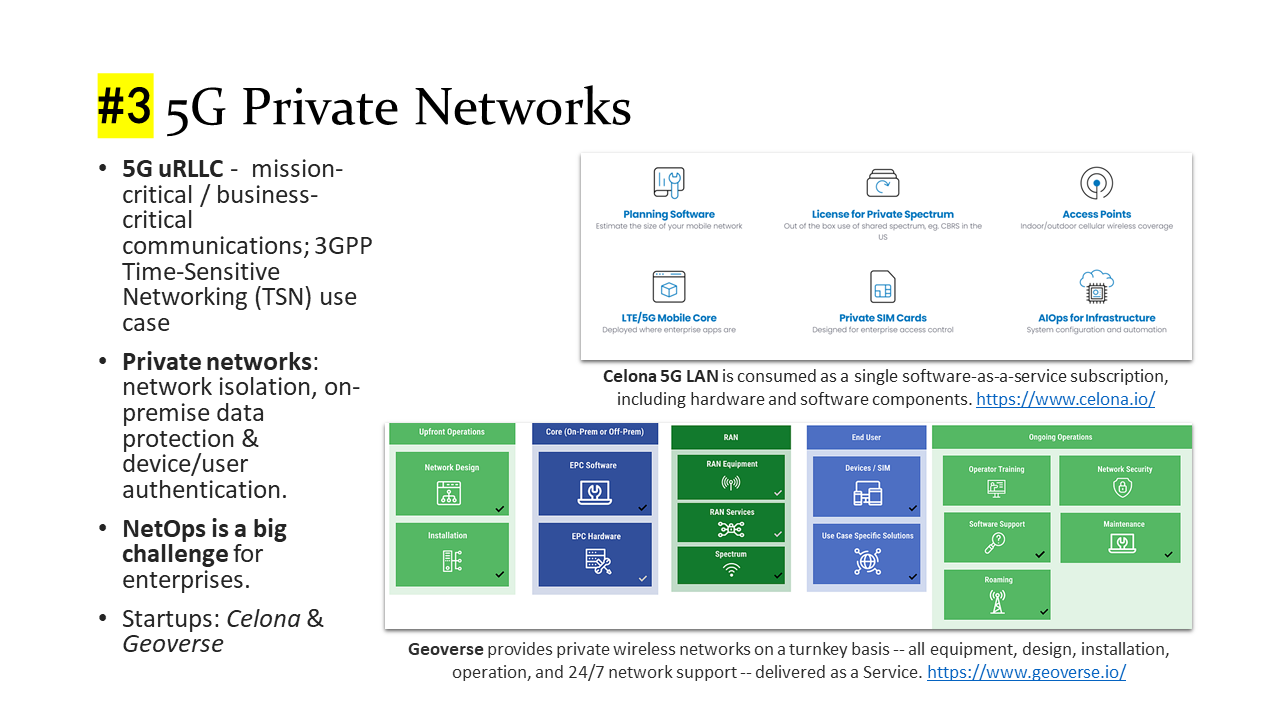 #3 5G Private Networks
• 5G uRLLC - mission-
critical / business-
critical
communications; 3GPP
Time-Sensitive
Networking (TSN) use
case
• Private networks:
network isolation, on-
premise data
protection &
device/user
authentication.
• NetOps is a big
challenge for
enterprises.
• Startups: Celona &
Geoverse
Planning Software
Estimate the size of your mobile network
License for Private Spectrum
Out of the box use of shared spectrum, eg. CBRS in the
US
Access Points
Indoor/outdoor cellular wireless coverage
LTE/5G Mobile Core
Deployed where enterprise apps are
Private SIM Cards
Designed for enterprise access control
AIOps for Infrastructure
System configuration and automation
Celona 5G LAN is consumed as a single software-as-a-service subscription,
including hardware and software components. https://www.celona.io/
Upfront Operations
Network Design
Installation
Core (On-Prem or Off-Prem)
EPC Software
EPC Hardware
RAN
RAN Equipment
RAN Services
Spectrum
End User
Devices / SIM
Use Case Specific Solutions
Ongoing Operations
Operator Training
Network Security
Software Support
Maintenance
Roaming
Geoverse provides private wireless networks on a turnkey basis -- all equipment, design, installation,
operation, and 24/7 network support -- delivered as a Service. https://www.geoverse.io/